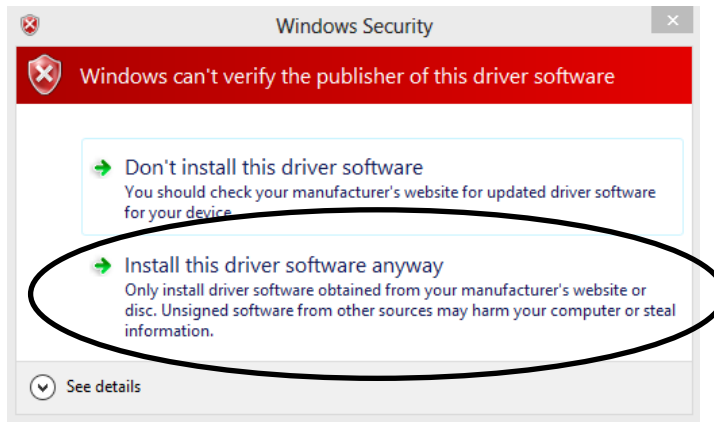 Windows Security
Windows can't verify the publisher of this driver software
Don't install this driver software
You should check your manufacturer's website for updated driver software
for your device.
Install this driver software anyway
Only install driver software obtained from your manufacturer's website or
disc. Unsigned software from other sources may harm your computer or steal
information.
See details